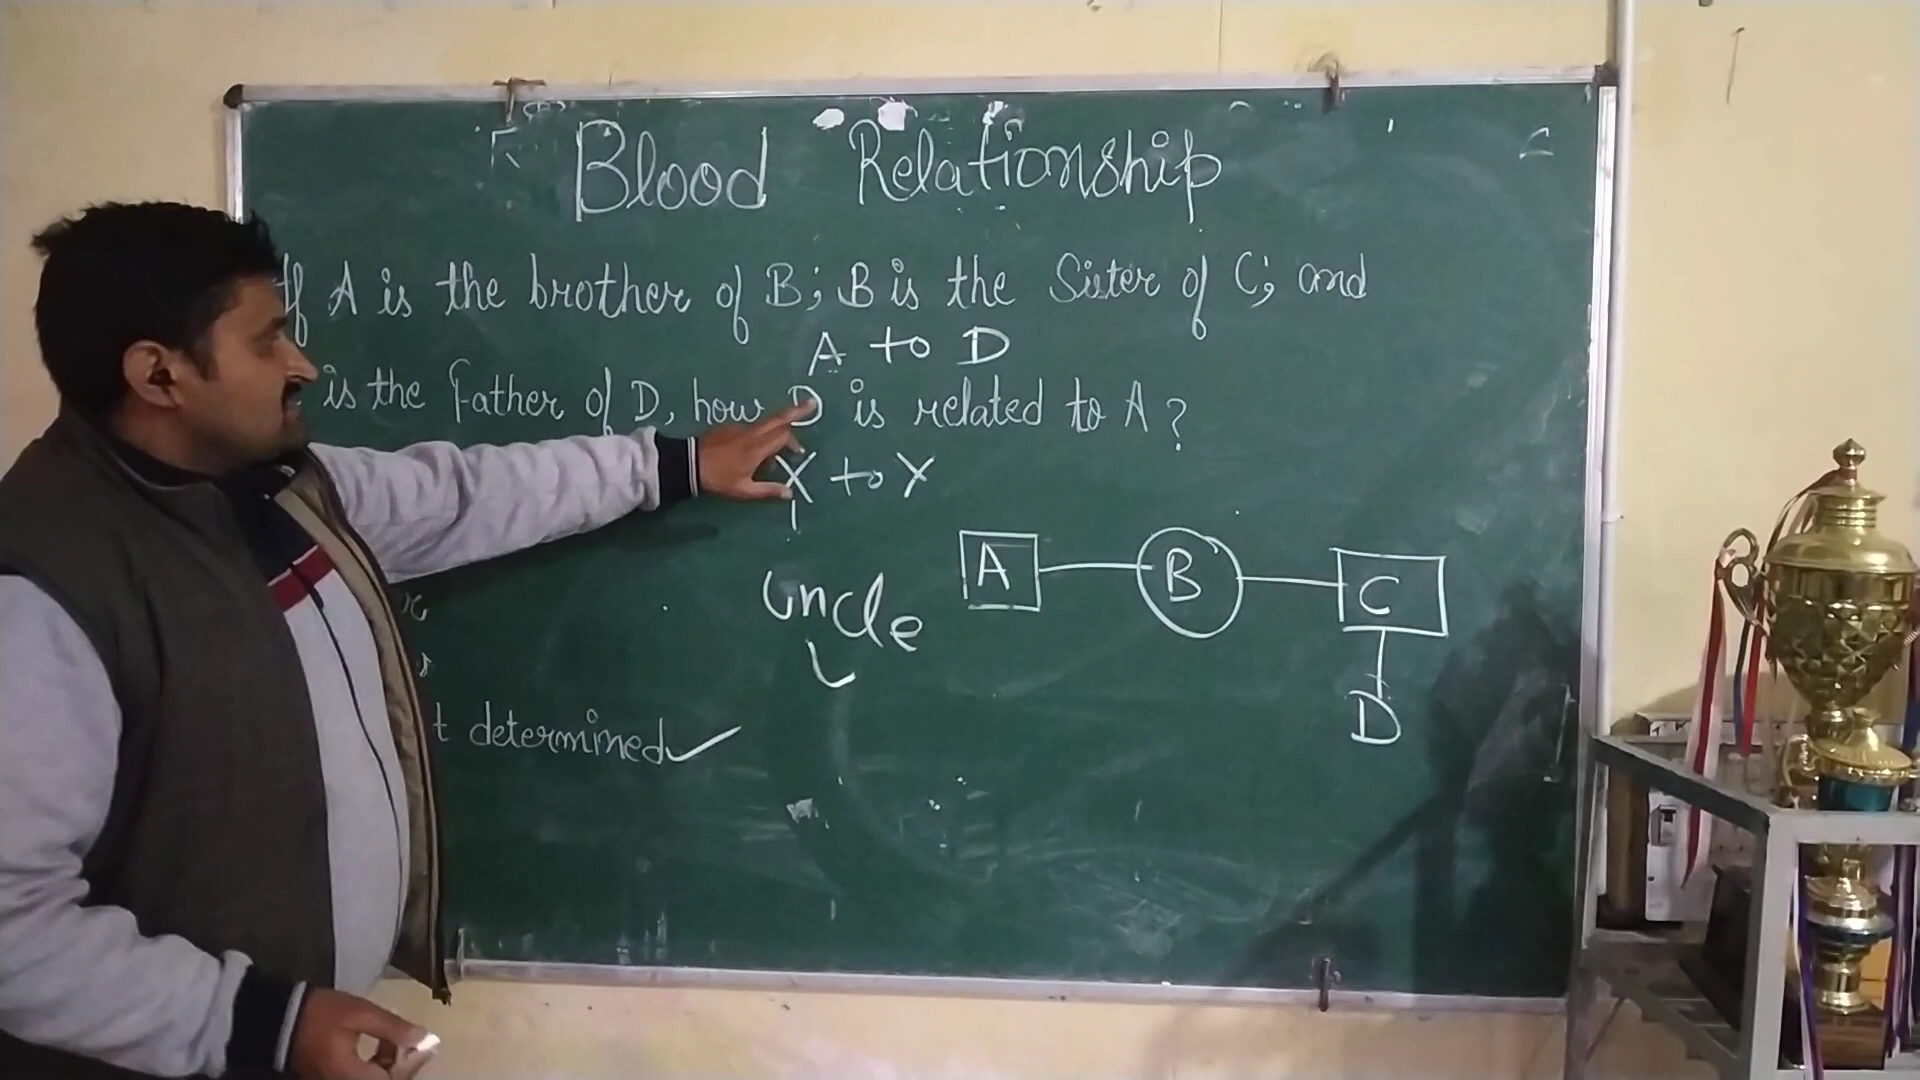 Blood Relationship
If A is the brother of B; B is the Sister of C; and
A to D
is the Father of D, how D is related to A?
X to Y
A B C
Uncle
D
t determined ✓